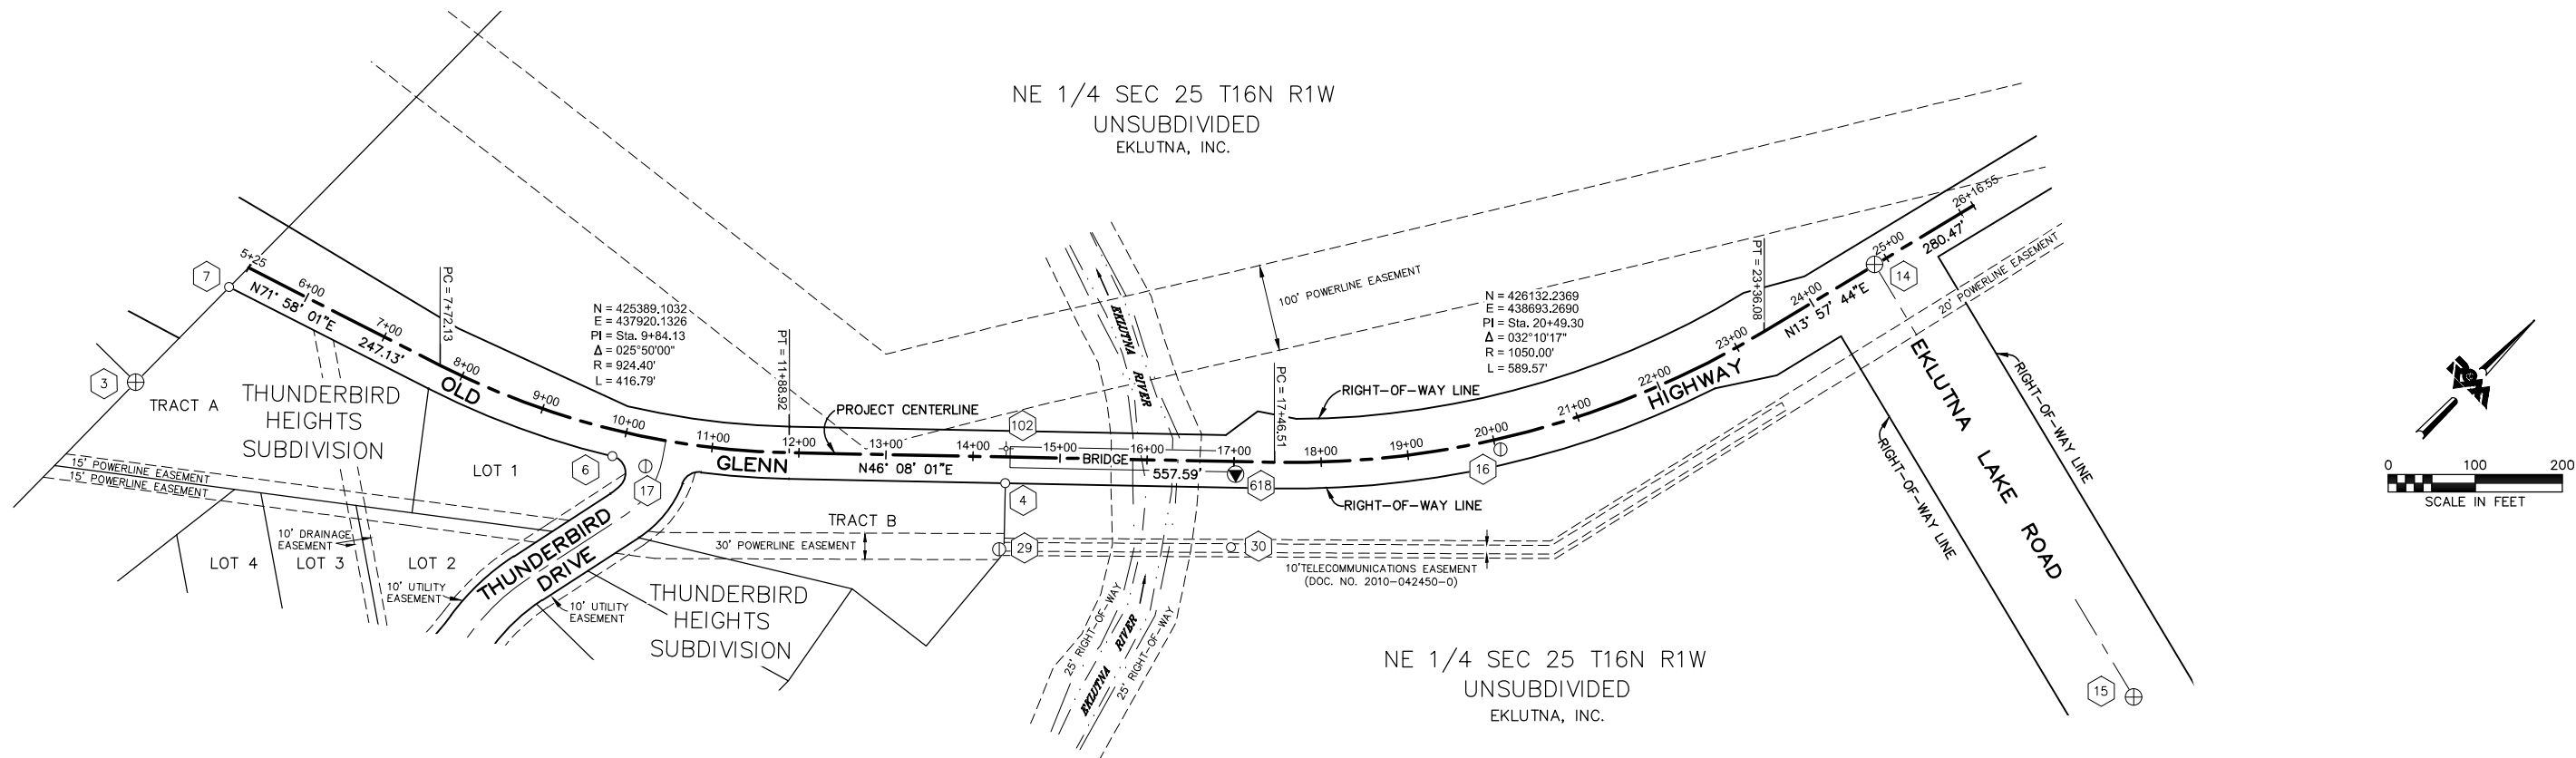 NE 1/4 SEC 25 T16N R1W
UNSUBDIVIDED
EKLUTNA, INC.
7
5+25
6+00
N71° 58' 01"E
7+00
247.13'
PC = 7+72.13
8+00
OLD
9+00
N = 425389.1032
E = 437920.1326
PI = Sta. 9+84.13
Δ = 025°50'00"
R = 924.40'
L = 416.79'
10+00
11+00
PT = 11+88.92
12+00
GLENN
PROJECT CENTERLINE
13+00
N46° 08' 01"E
14+00
102
15+00
BRIDGE
16+00
557.59'
17+00
618
PC = 17+46.51
18+00
19+00
20+00
16
21+00
22+00
HIGHWAY
23+00
PT = 23+36.08
24+00
N13° 57' 44"E
25+00
14
280.47'
26+16.55
N = 426132.2369
E = 438693.2690
PI = Sta. 20+49.30
Δ = 032°10'17"
R = 1050.00'
L = 589.57'
100' POWERLINE EASEMENT
EKLUTNA
RIVER
RIGHT-OF-WAY LINE
RIGHT-OF-WAY LINE
20' POWERLINE EASEMENT
EKLUTNA
LAKE
ROAD
RIGHT-OF-WAY LINE
RIGHT-OF-WAY LINE
15
3
TRACT A
THUNDERBIRD
HEIGHTS
SUBDIVISION
LOT 1
6
17
15' POWERLINE EASEMENT
15' POWERLINE EASEMENT
10' DRAINAGE
EASEMENT
LOT 4
LOT 3
LOT 2
10' UTILITY
EASEMENT
THUNDERBIRD
DRIVE
10' UTILITY
EASEMENT
THUNDERBIRD
HEIGHTS
SUBDIVISION
TRACT B
30' POWERLINE EASEMENT
4
29
30
10'TELECOMMUNICATIONS EASEMENT
(DOC. NO. 2010-042450-0)
25' RIGHT-OF-WAY
EKLUTNA RIVER
25' RIGHT-OF-WAY
NE 1/4 SEC 25 T16N R1W
UNSUBDIVIDED
EKLUTNA, INC.
0 100 200
SCALE IN FEET